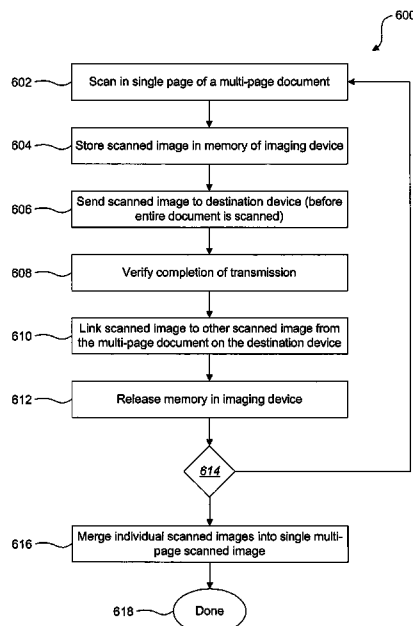 600
602
Scan in single page of a multi-page document
604
Store scanned image in memory of imaging device
606
Send scanned image to destination device (before
entire document is scanned)
608
Verify completion of transmission
610
Link scanned image to other scanned image from
the multi-page document on the destination device
612
Release memory in imaging device
614
616
Merge individual scanned images into single multi-
page scanned image
618
Done